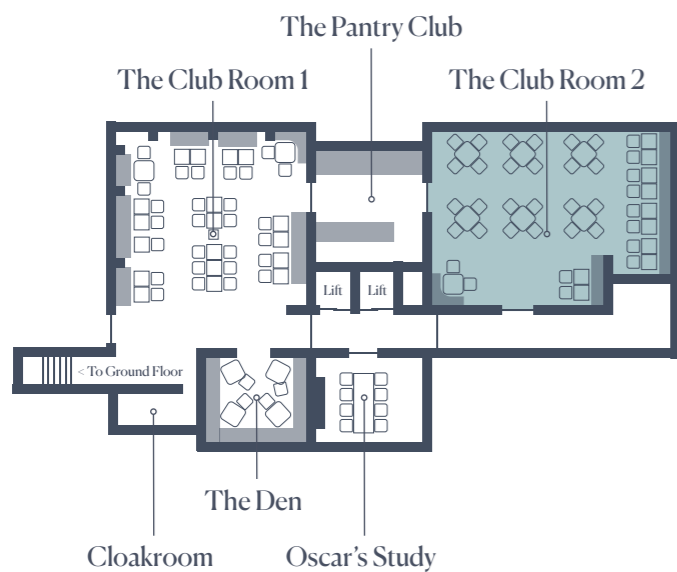 The Pantry Club
The Club Room 1
The Club Room 2
Lift
Lift
< To Ground Floor
The Den
Cloakroom
Oscar's Study